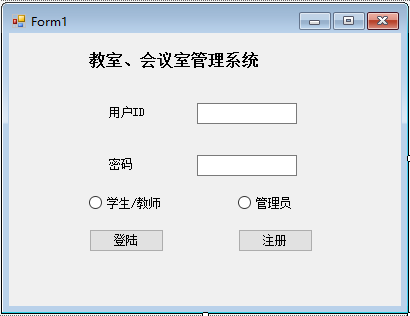 Form1
教室、会议室管理系统
用户ID
密码
学生/教师 管理员
登陆 注册